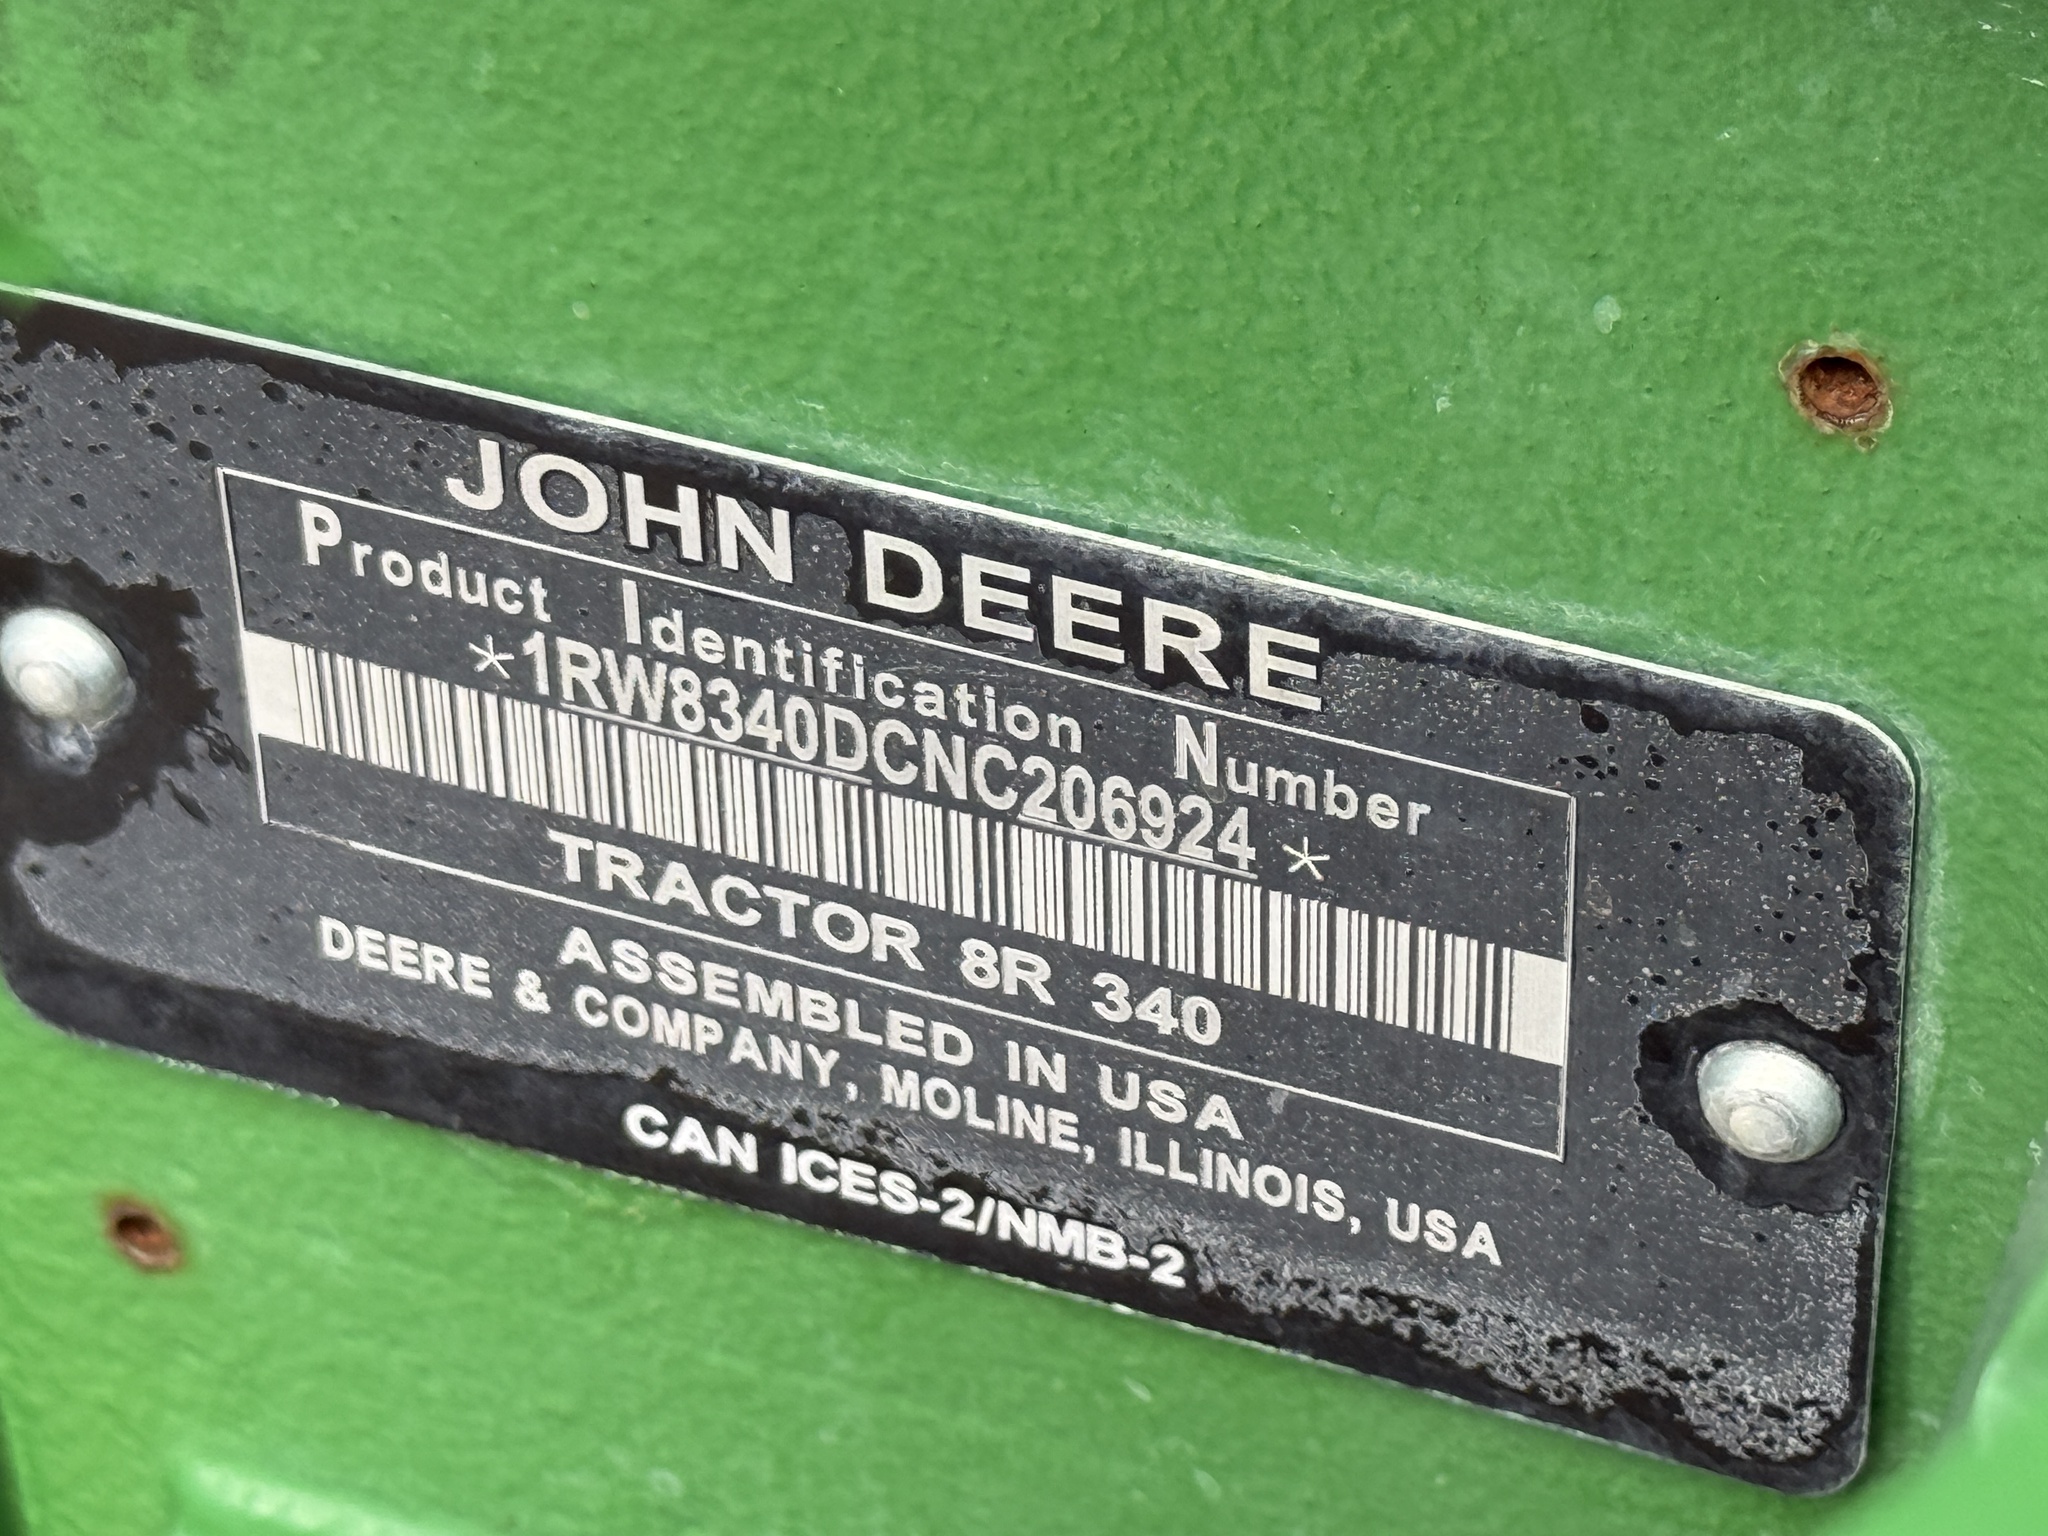 JOHN DEERE
Product Identification Number
*1RW8340DCNC206924*
TRACTOR 8R 340
ASSEMBLED IN USA
DEERE & COMPANY, MOLINE, ILLINOIS, USA
CAN ICES-2/NMB-2